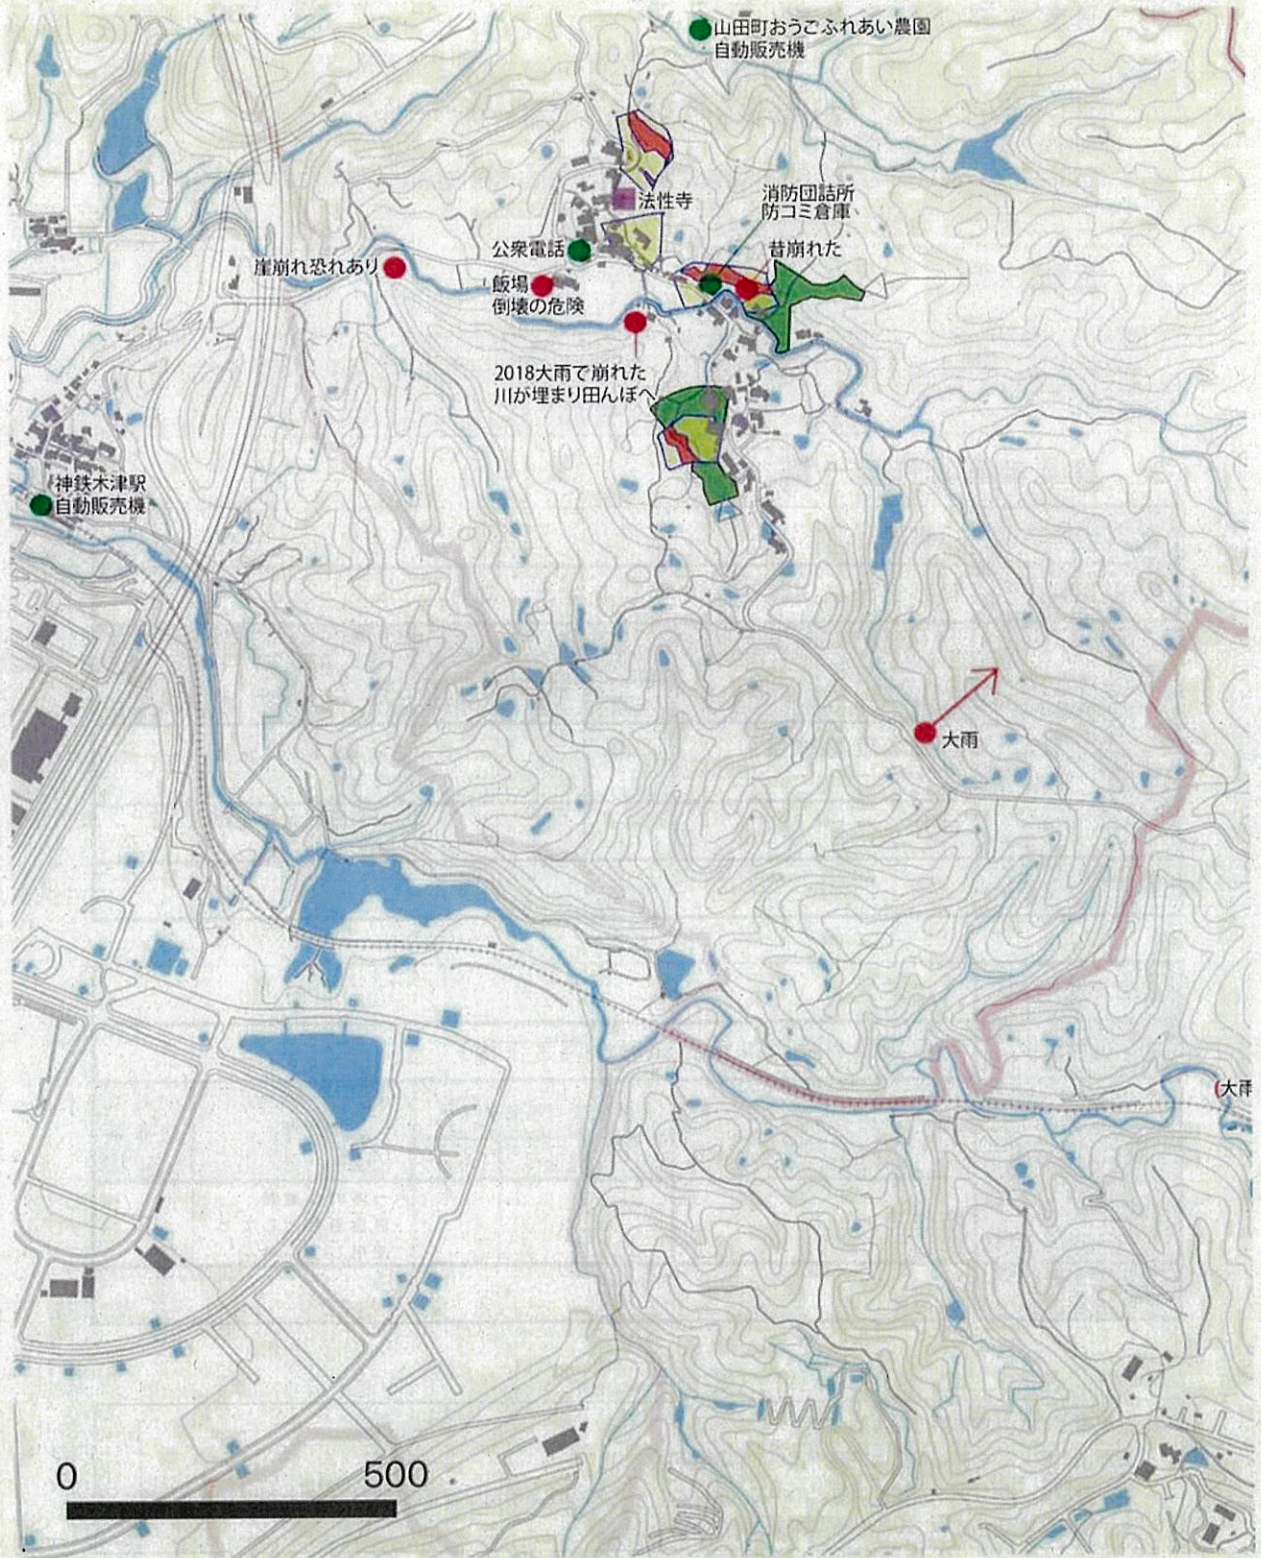 山田町おうごふれあい農園
自動販売機
消防団詰所
防コミ倉庫
法性寺
昔崩れた
公衆電話
崖崩れ恐れあり
飯場
倒壊の危険
2018大雨で崩れた
川が埋まり田んぼへ
神鉄木津駅
自動販売機
大雨
(大雨
0
500